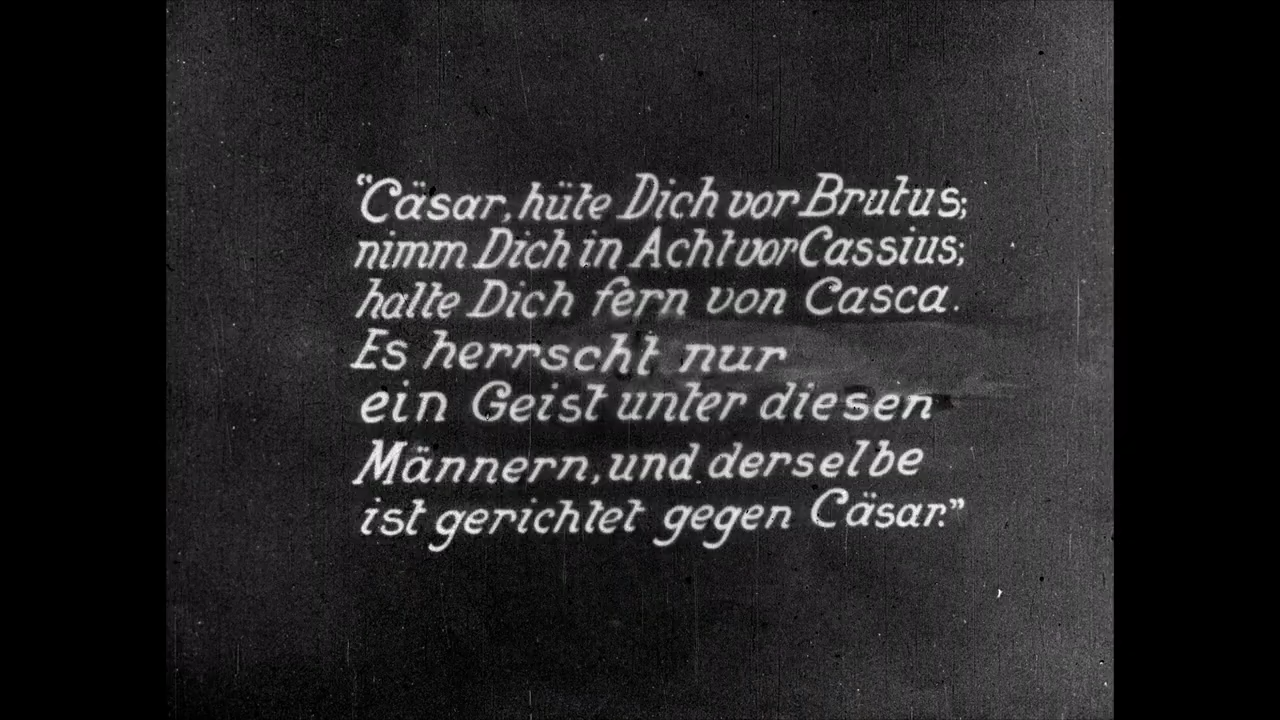 “Cäsar, hüte Dich vor Brutus;
nimm Dich in Acht vor Cassius;
halte Dich fern von Casca.
Es herrscht nur
ein Geist unter diesen
Männern, und derselbe
ist gerichtet gegen Cäsar.”